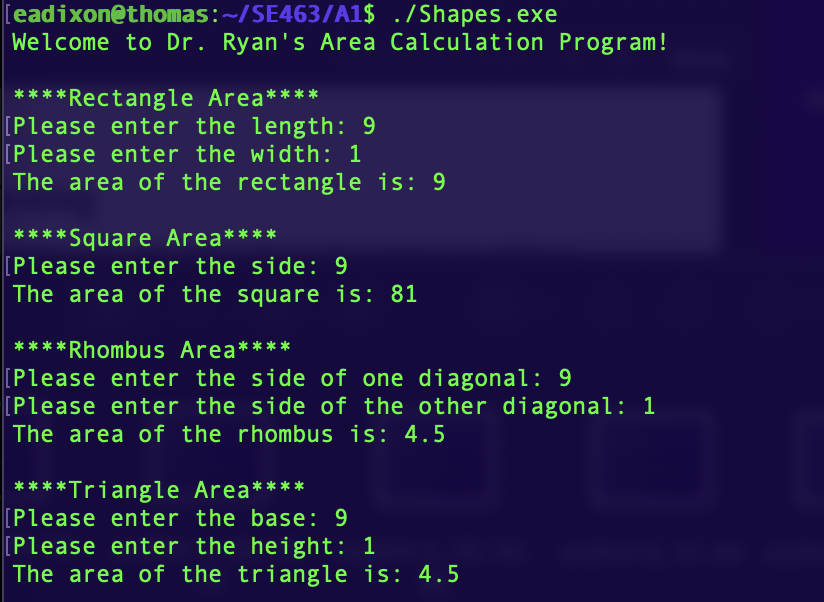 [eadixon@thomas:~/SE463/A1$ ./Shapes.exe
Welcome to Dr. Ryan's Area Calculation Program!
****Rectangle Area****
[Please enter the length: 9
[Please enter the width: 1
The area of the rectangle is: 9
****Square Area****
[Please enter the side: 9
The area of the square is: 81
****Rhombus Area****
[Please enter the side of one diagonal: 9
[Please enter the side of the other diagonal: 1
The area of the rhombus is: 4.5
****Triangle Area****
[Please enter the base: 9
[Please enter the height: 1
The area of the triangle is: 4.5